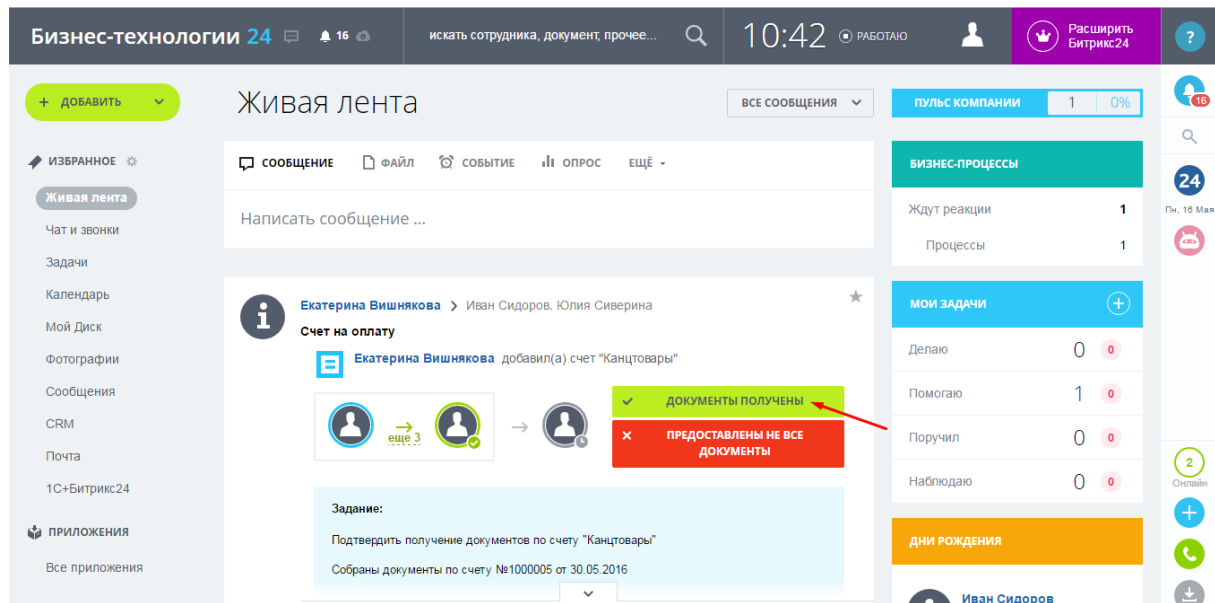 Бизнес-технологии 24
16
искать сотрудника, документ, прочее...
10:42
РАБОТАЮ
Расширить
Битрикс24
?
+ ДОБАВИТЬ
ИЗБРАННОЕ
Живая лента
Чат и звонки
Задачи
Календарь
Мой Диск
Фотографии
Сообщения
CRM
Почта
1С+Битрикс24
ПРИЛОЖЕНИЯ
Все приложения
Живая лента
ВСЕ СООБЩЕНИЯ
СООБЩЕНИЕ ФАЙЛ СОБЫТИЕ ОПРОС ЕЩЁ
Написать сообщение ...
Екатерина Вишнякова > Иван Сидоров, Юлия Сиверина
Счет на оплату
Екатерина Вишнякова добавил(а) счет "Канцтовары"
еще 3
ДОКУМЕНТЫ ПОЛУЧЕНЫ
ПРЕДОСТАВЛЕНЫ НЕ ВСЕ
ДОКУМЕНТЫ
Задание:
Подтвердить получение документов по счету "Канцтовары"
Собраны документы по счету №1000005 от 30.05.2016
ПУЛЬС КОМПАНИИ 1 0%
БИЗНЕС-ПРОЦЕССЫ
Ждут реакции 1
Процессы 1
МОИ ЗАДАЧИ
Делаю 0 0
Помогаю 1 0
Поручил 0 0
Наблюдаю 0 0
ДНИ РОЖДЕНИЯ
Иван Сидоров
16
24
Пн, 16 Мая
2
Онлайн